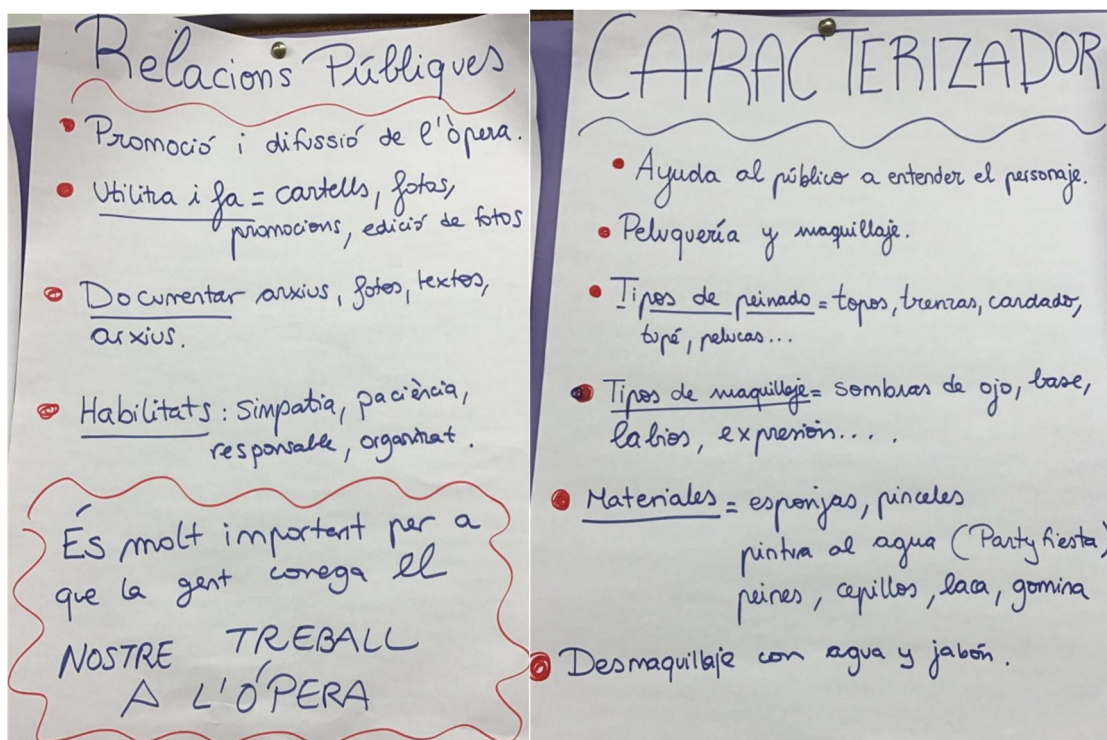 Relacions Públiques
Promoció i difussió de l'òpera.
Utilitza i fa = cartells, fotos,
promocions, edició de fotos
Documentar arxius, fotos, textos,
arxius.
Habilitats: simpatia, paciència,
responsable, organitzat.
És molt important per a
que la gent conega el
NOSTRE TREBALL
A L'ÓPERA
CARACTERIZADOR
Ayuda al público a entender el personaje.
Peluquería y maquillaje.
Tipos de peinado = topos, trenzas, cardado,
tupé, pelucas...
Tipos de maquillaje = sombras de ojo, base,
labios, expresión....
Materiales = esponjas, pinceles
pintura al agua (Party fiesta)
peines, cepillos, laca, gomina
Desmaquillaje con agua y jabón.